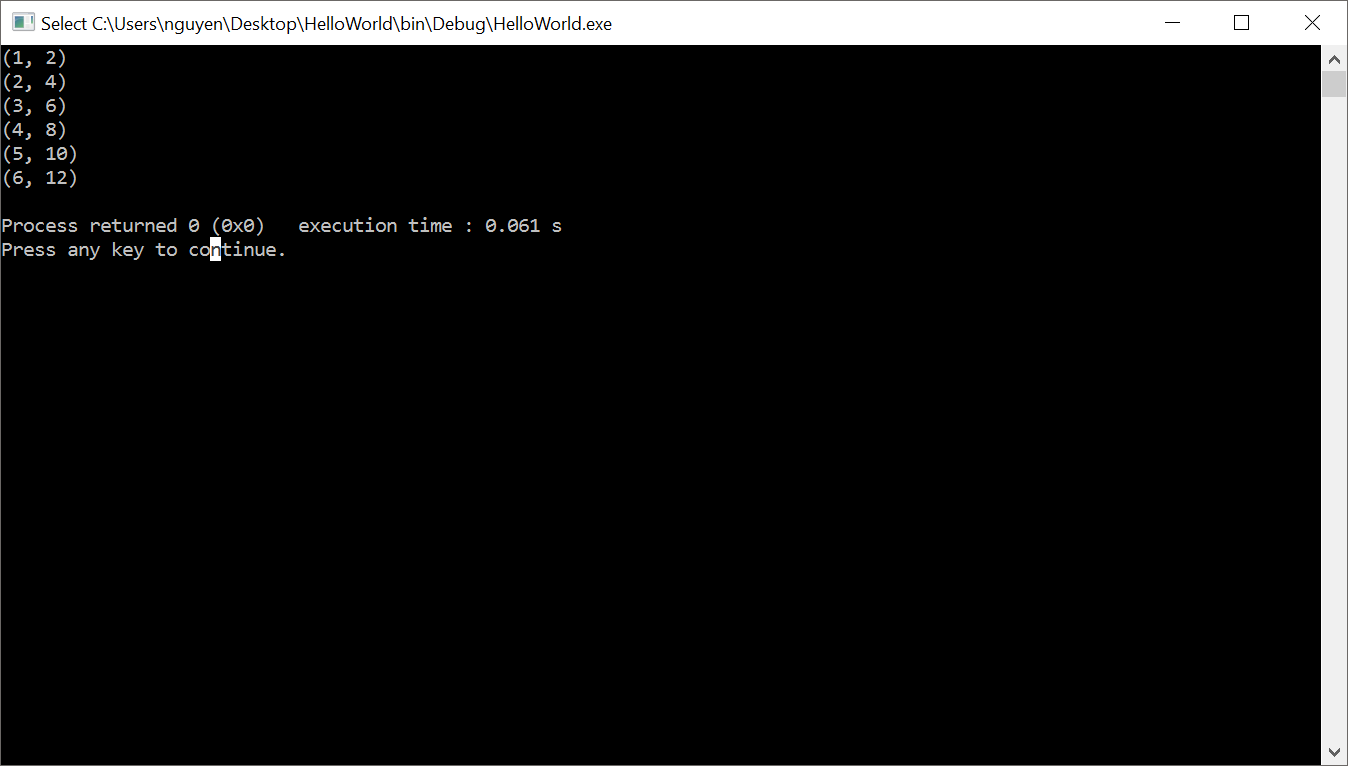 Select C:\Users\nguyen\Desktop\HelloWorld\bin\Debug\HelloWorld.exe
(1, 2)
(2, 4)
(3, 6)
(4, 8)
(5, 10)
(6, 12)
Process returned 0 (0x0)   execution time : 0.061 s
Press any key to continue.